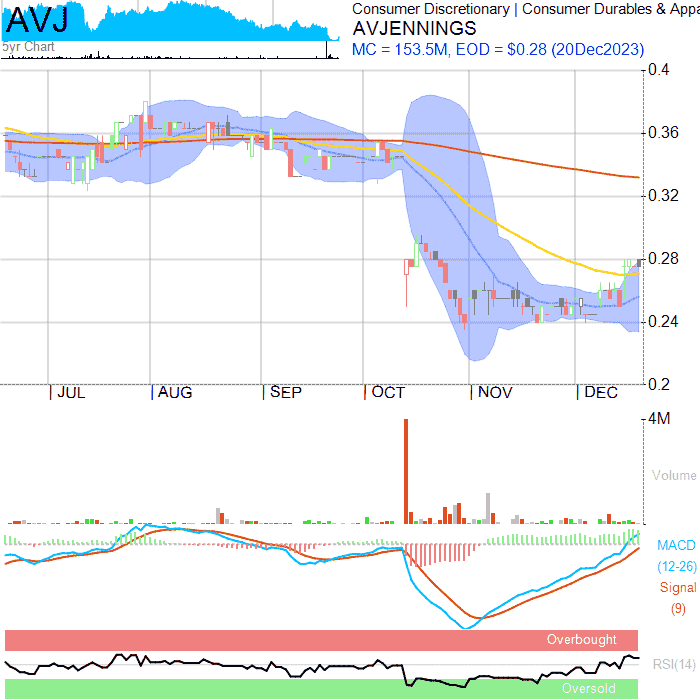 AVJ
5yr Chart
Consumer Discretionary | Consumer Durables & Appa
AVJENNINGS
MC = 153.5M, EOD = $0.28 (20Dec2023)
0.4
0.36
0.32
0.28
0.24
0.2
JUL AUG SEP OCT NOV DEC
4M
Volume
MACD
(12-26)
Signal
(9)
Overbought
RSI(14)
Oversold